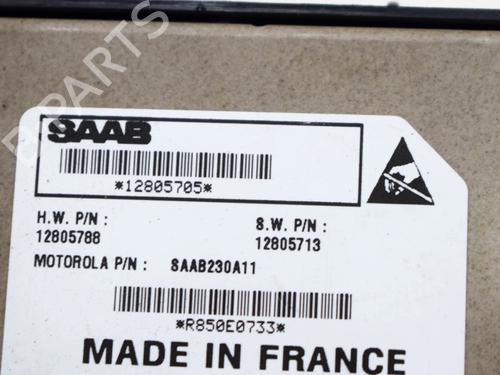 SAAB
*12805705*
H.W. P/N : S.W. P/N :
12805788 12805713
MOTOROLA P/N : SAAB230A11
*R850E0733*
MADE IN FRANCE
B-PARTS